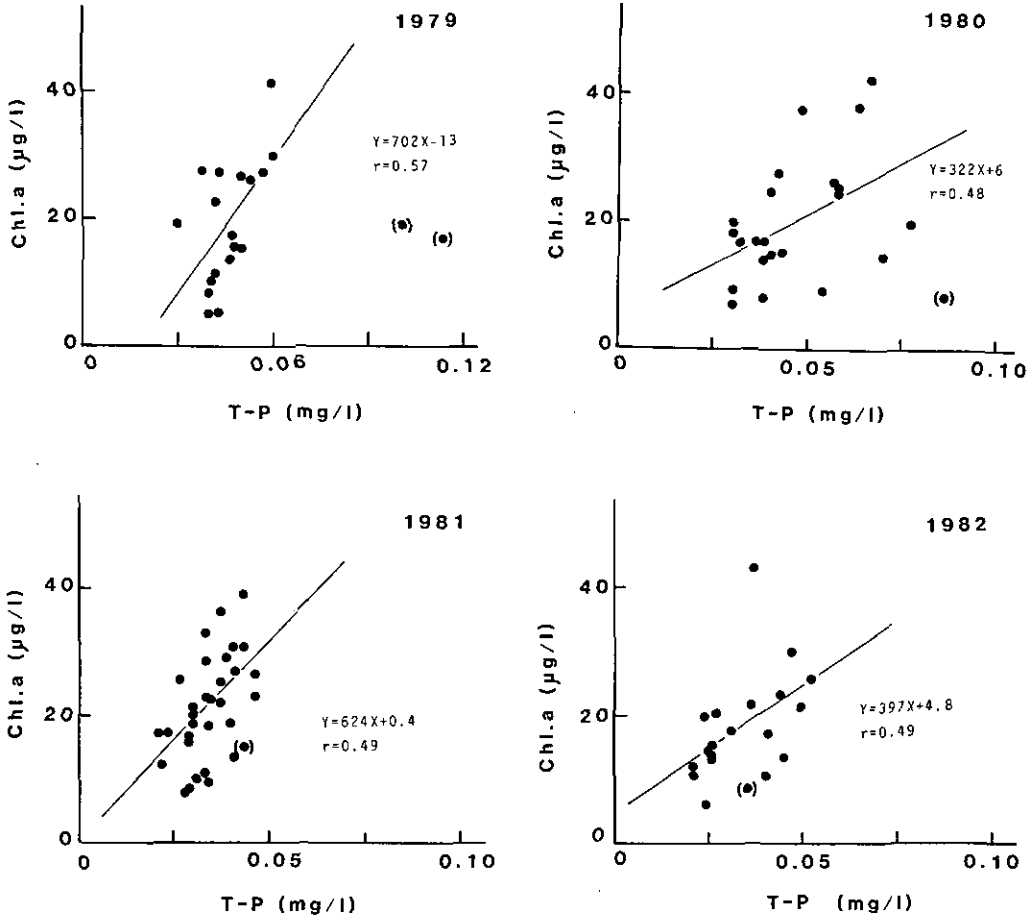 1979
40
20
0
Chl.a (µg/l)
Y=702X-13
r=0.57
0
0.06
0.12
T-P (mg/l)
1980
40
20
0
Chl.a (µg/l)
Y=322X+6
r=0.48
0
0.05
0.10
T-P (mg/l)
1981
40
20
0
Chl.a (µg/l)
Y=624X+0.4
r=0.49
0
0.05
0.10
T-P (mg/l)
1982
40
20
0
Chl.a (µg/l)
Y=397X+4.8
r=0.49
0
0.05
0.10
T-P (mg/l)